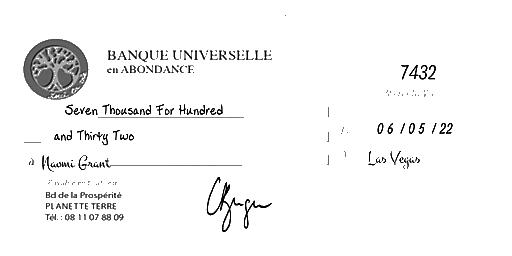 BANQUE UNIVERSELLE
en ABONDANCE
7432
Seven Thousand For Hundred
and Thirty Two
06/05/22
à Naomi Grant
Las Vegas
Bd de la Prospérité
PLANETTE TERRE
Tél. : 08 11 07 88 09